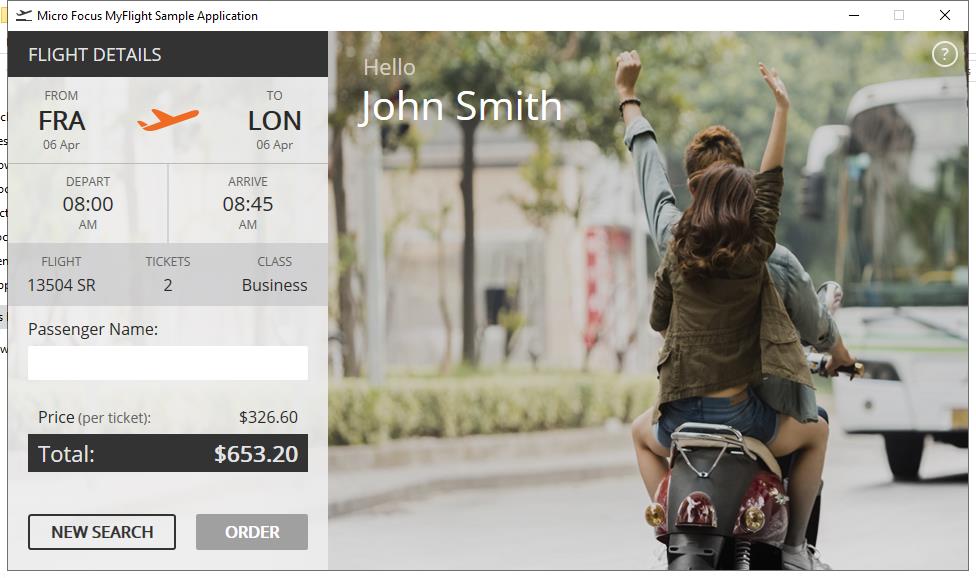 Micro Focus MyFlight Sample Application
FLIGHT DETAILS
FROM
TO
FRA
LON
06 Apr
06 Apr
DEPART
ARRIVE
08:00
08:45
AM
AM
FLIGHT
TICKETS
CLASS
13504 SR
2
Business
Passenger Name:
Price (per ticket):
$326.60
Total:
$653.20
NEW SEARCH
ORDER
Hello
John Smith
?